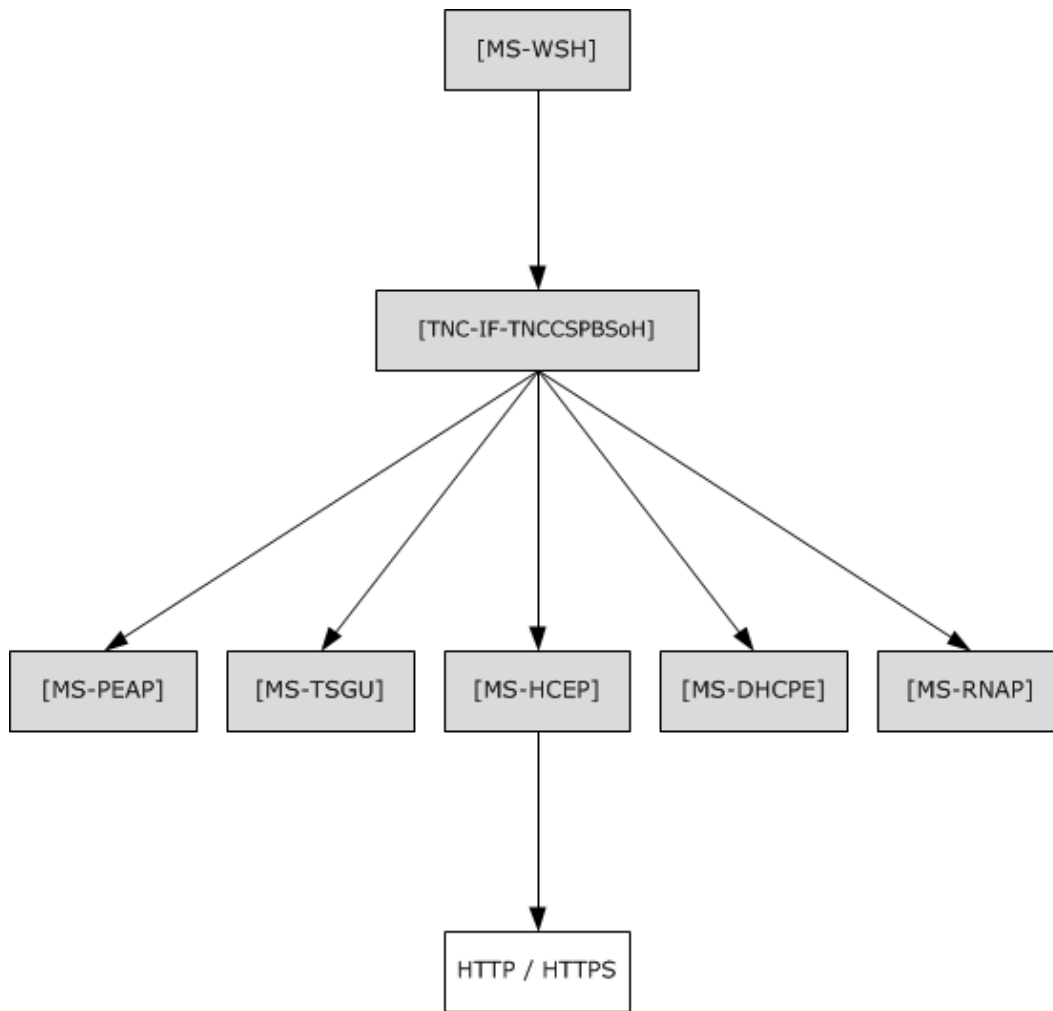 [MS-WSH]
[TNC-IF-TNCCSPBSoH]
[MS-PEAP]
[MS-TSGU]
[MS-HCEP]
[MS-DHCPE]
[MS-RNAP]
HTTP / HTTPS